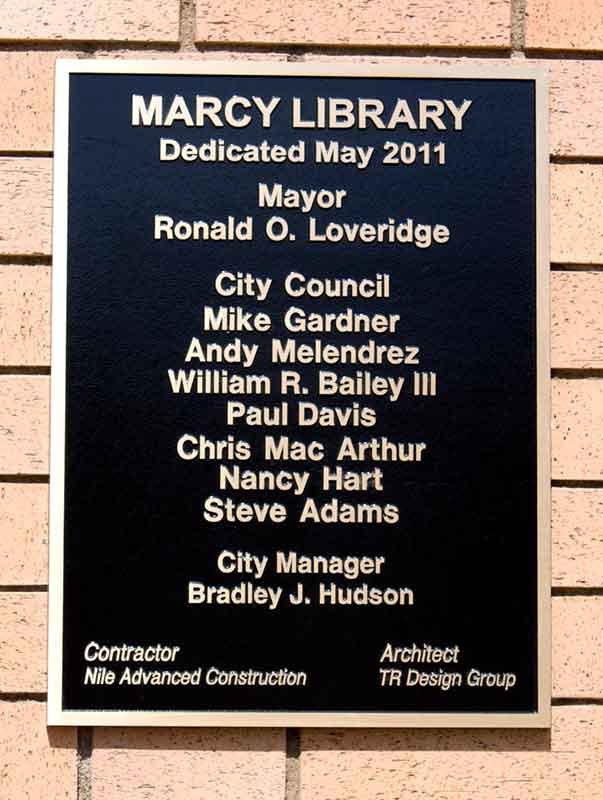 MARCY LIBRARY
Dedicated May 2011
Mayor
Ronald O. Loveridge
City Council
Mike Gardner
Andy Melendrez
William R. Bailey III
Paul Davis
Chris Mac Arthur
Nancy Hart
Steve Adams
City Manager
Bradley J. Hudson
Contractor
Nile Advanced Construction
Architect
TR Design Group